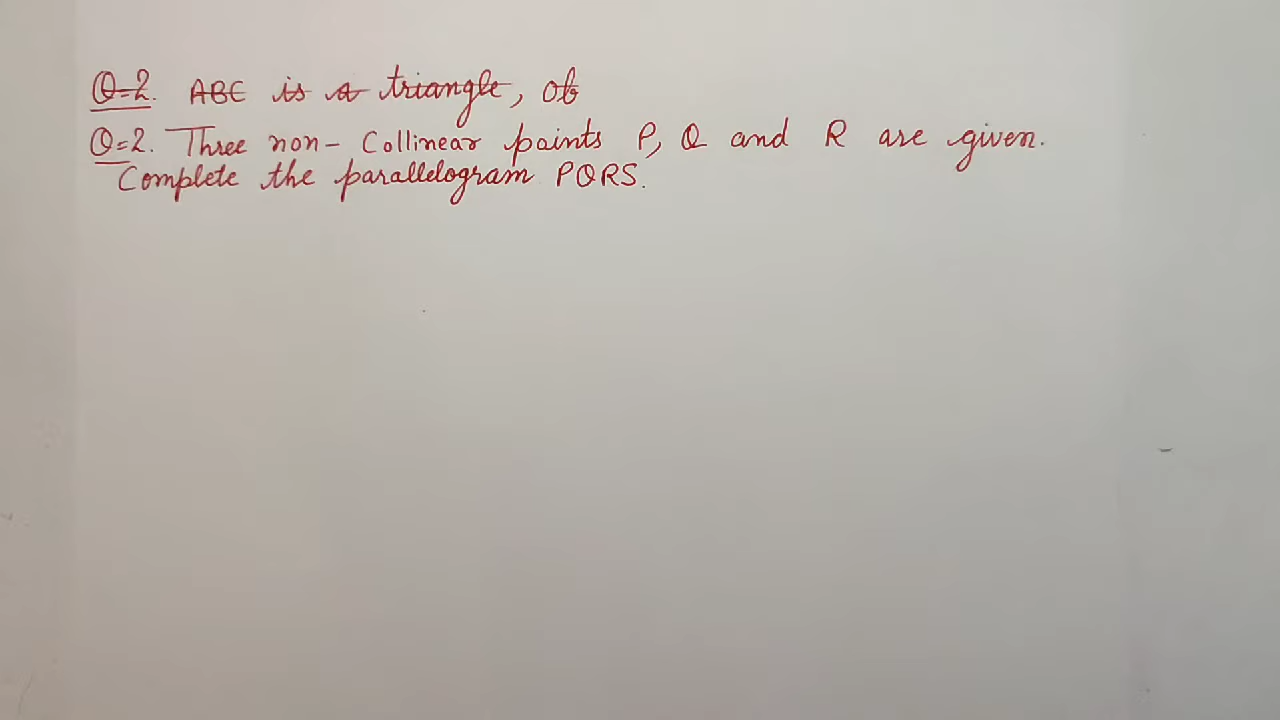 Q=2. ABC is a triangle, of
Q=2. Three non-Collinear points P, Q and R are given.
Complete the parallelogram PQRS.